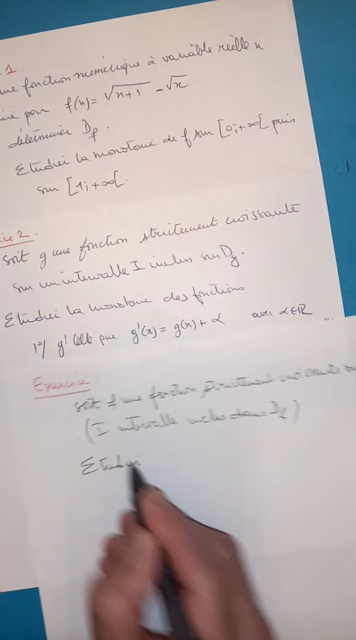 1
une fonction numérique à variable réelle x
par f(x) = √x+1 - √x
déterminer Df.
Etudier la monotonie de f sur [0; +∞[ puis
sur [1; +∞[.
2
soit g une fonction strictement croissante
sur un intervalle I inclus sur Dg.
Etudier la monotonie des fonctions
1°/ g' telle que g'(x) = g(x) + α avec α∈ℝ ...
Exercice:
soit f une fonction strictement croissante
(I intervalle inclus dans Df)
Etudier